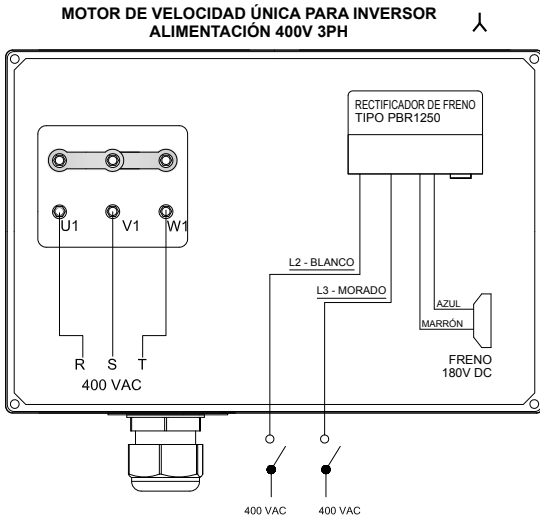 MOTOR DE VELOCIDAD ÚNICA PARA INVERSOR
ALIMENTACIÓN 400V 3PH
RECTIFICADOR DE FRENO
TIPO PBR1250
U1
V1
W1
L2 - BLANCO
L3 - MORADO
AZUL
MARRÓN
R S T
400 VAC
FRENO
180V DC
400 VAC
400 VAC